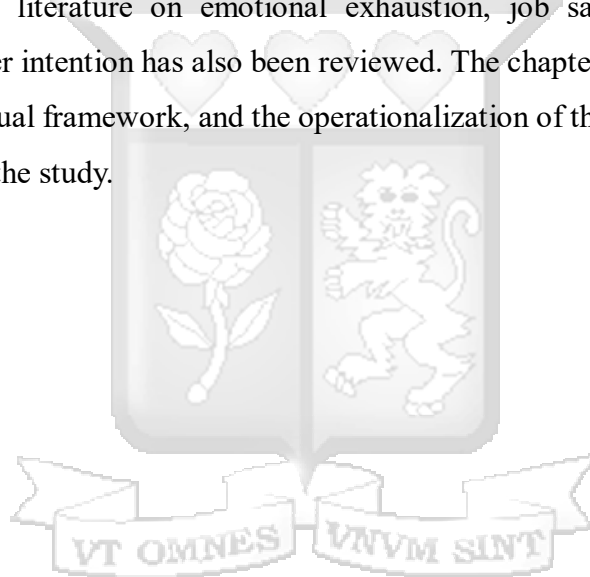 literature on emotional exhaustion, job sa
er intention has also been reviewed. The chapte
ual framework, and the operationalization of th
the study.
VT OMNES VNVM SINT